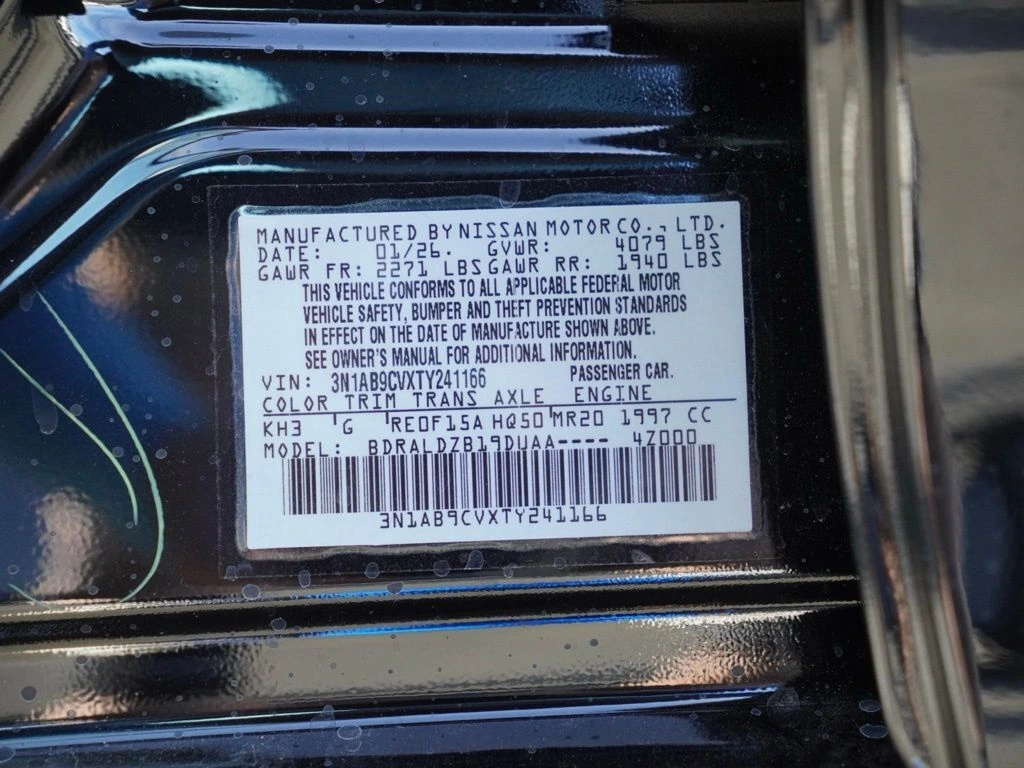 MANUFACTURED BY NISSAN MOTOR CO., LTD.
DATE: 01/26. GVWR: 4079 LBS
GAWR FR: 2271 LBS GAWR RR: 1940 LBS
THIS VEHICLE CONFORMS TO ALL APPLICABLE FEDERAL MOTOR
VEHICLE SAFETY, BUMPER AND THEFT PREVENTION STANDARDS
IN EFFECT ON THE DATE OF MANUFACTURE SHOWN ABOVE.
SEE OWNER'S MANUAL FOR ADDITIONAL INFORMATION.
VIN: 3N1AB9CVXTY241166 PASSENGER CAR.
COLOR TRIM TRANS AXLE ENGINE
KH3 G RE0F15A HQ50 MR20 1997 CC
MODEL: BDRALDZB19DUAA---- 4Z000
3N1AB9CVXTY241166